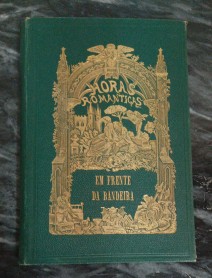 HORAS
ROMANTICAS
EM FRENTE
DA BANDEIRA